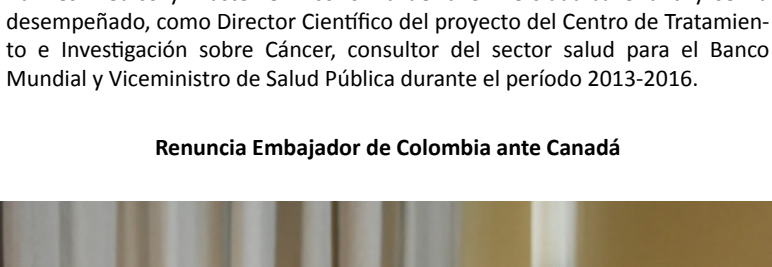 desempeñado, como Director Científico del proyecto del Centro de Tratamien-
to e Investigación sobre Cáncer, consultor del sector salud para el Banco
Mundial y Viceministro de Salud Pública durante el período 2013-2016.
Renuncia Embajador de Colombia ante Canadá